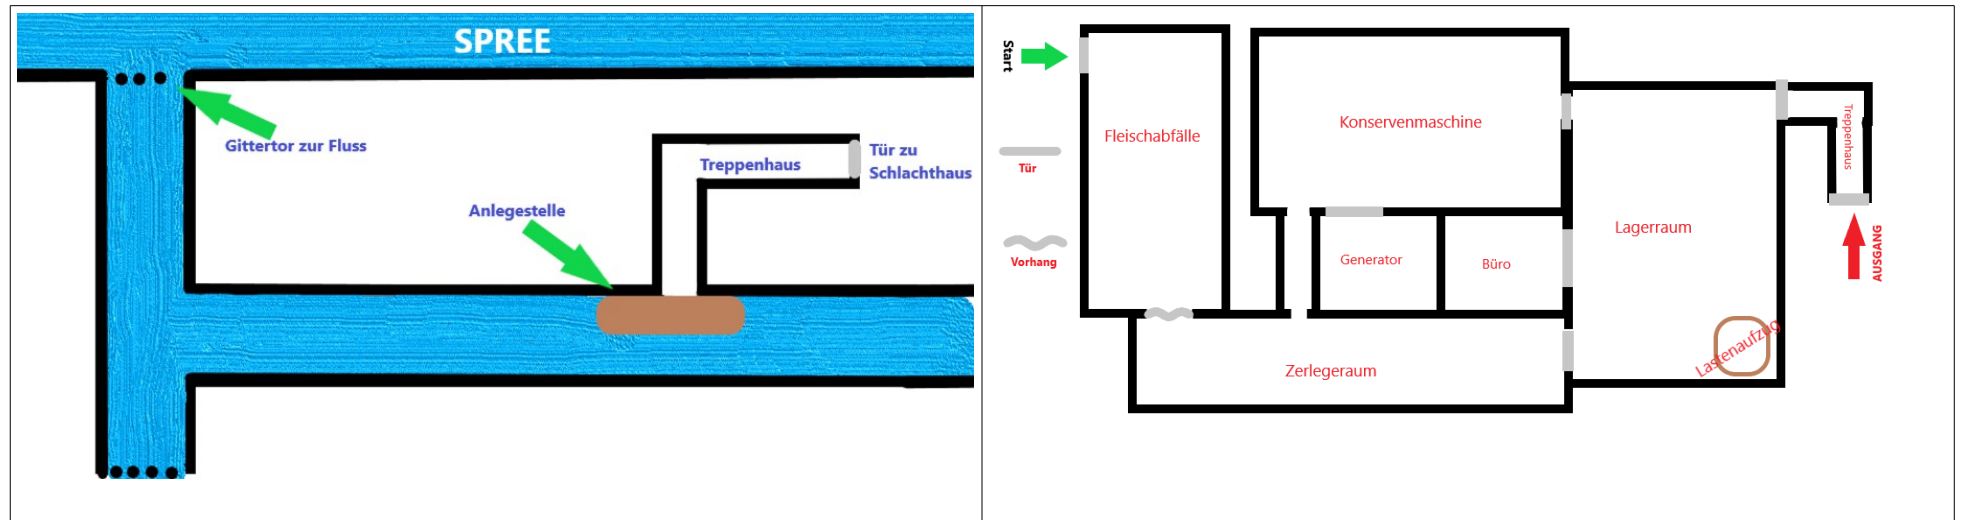 SPREE
Gittertor zur Fluss
Treppenhaus
Tür zu
Schlachthaus
Anlegestelle
Start
Tür
Vorhang
Fleischabfälle
Konservenmaschine
Generator
Büro
Zerlegeraum
Lagerraum
Lastenaufzug
Treppenhaus
AUSGANG